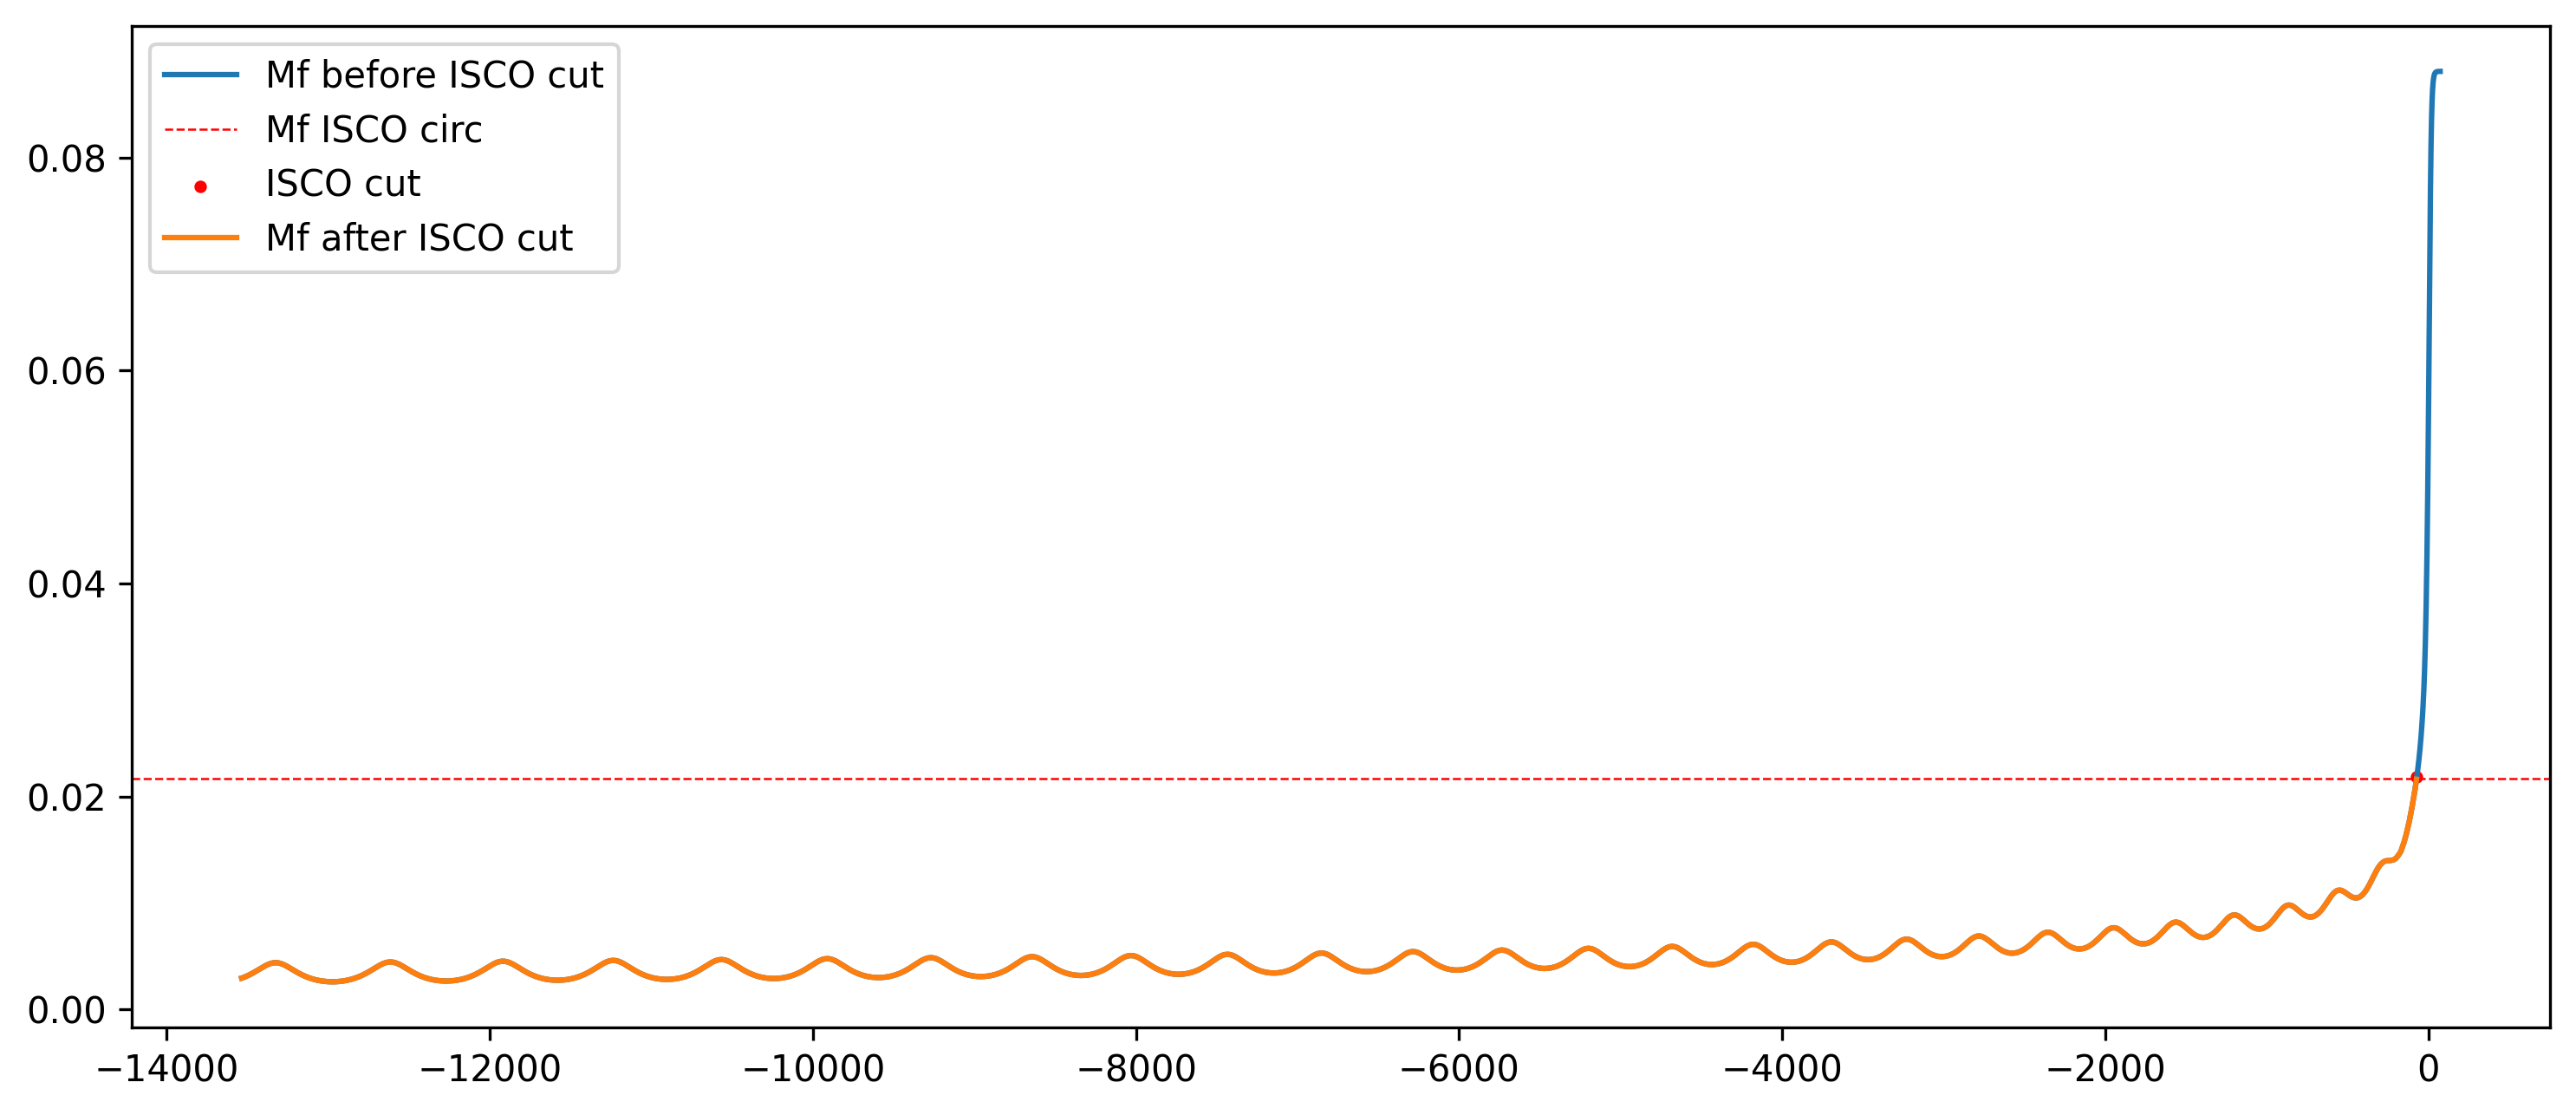 Mf before ISCO cut
Mf ISCO circ
ISCO cut
Mf after ISCO cut
0.08
0.06
0.04
0.02
0.00
−14000 −12000 −10000 −8000 −6000 −4000 −2000 0